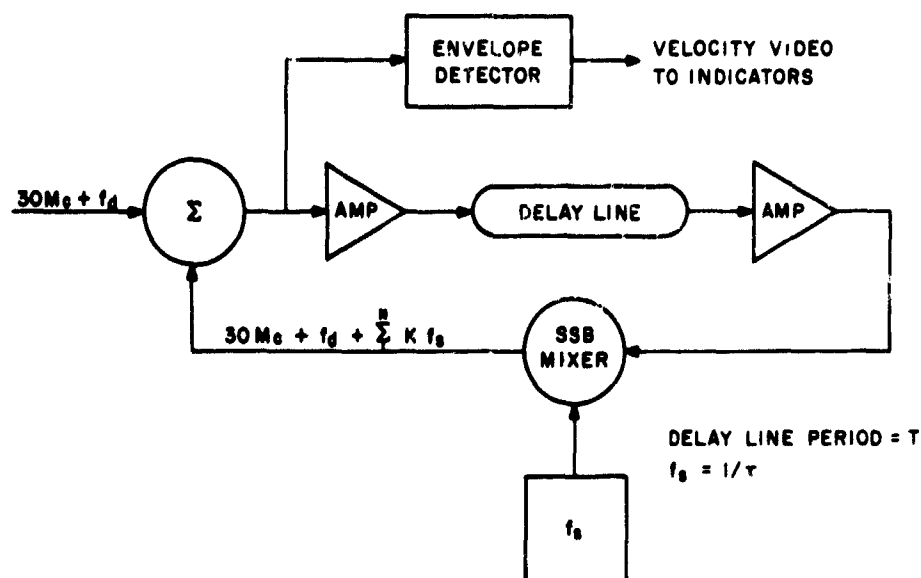 ENVELOPE
DETECTOR
VELOCITY VIDEO
TO INDICATORS
30Mc + fd
Σ
AMP
DELAY LINE
AMP
30 Mc + fd + Σ K fs
n
SSB
MIXER
DELAY LINE PERIOD = T
fs = 1/τ
fs